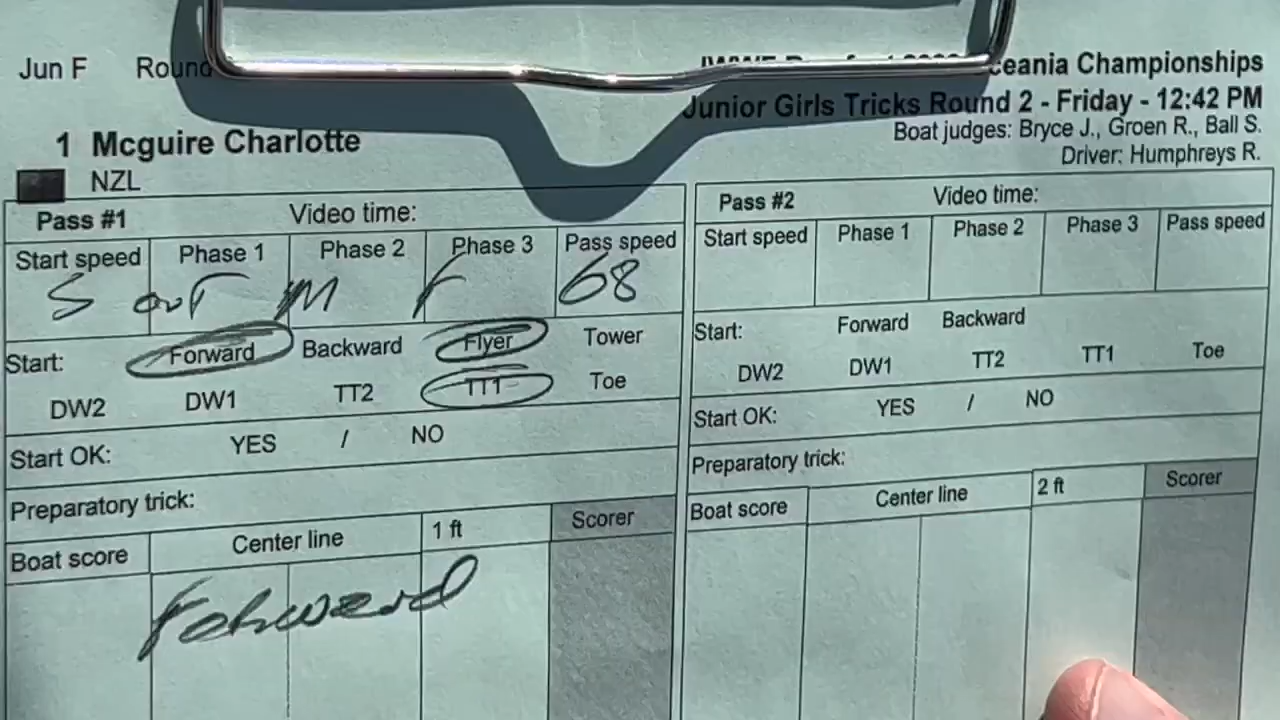 Jun F Round
Oceania Championships
Junior Girls Tricks Round 2 - Friday - 12:42 PM
Boat judges: Bryce J., Groen R., Ball S.
Driver: Humphreys R.
1 Mcguire Charlotte
NZL
Pass #1 Video time:
Start speed Phase 1 Phase 2 Phase 3 Pass speed
S out M F 68
Start: Forward Backward Flyer Tower
DW2 DW1 TT2 TT1 Toe
Start OK: YES / NO
Preparatory trick:
Boat score Center line 1 ft Scorer
Forward
Pass #2 Video time:
Start speed Phase 1 Phase 2 Phase 3 Pass speed
Start: Forward Backward
DW2 DW1 TT2 TT1 Toe
Start OK: YES / NO
Preparatory trick:
Boat score Center line 2 ft Scorer